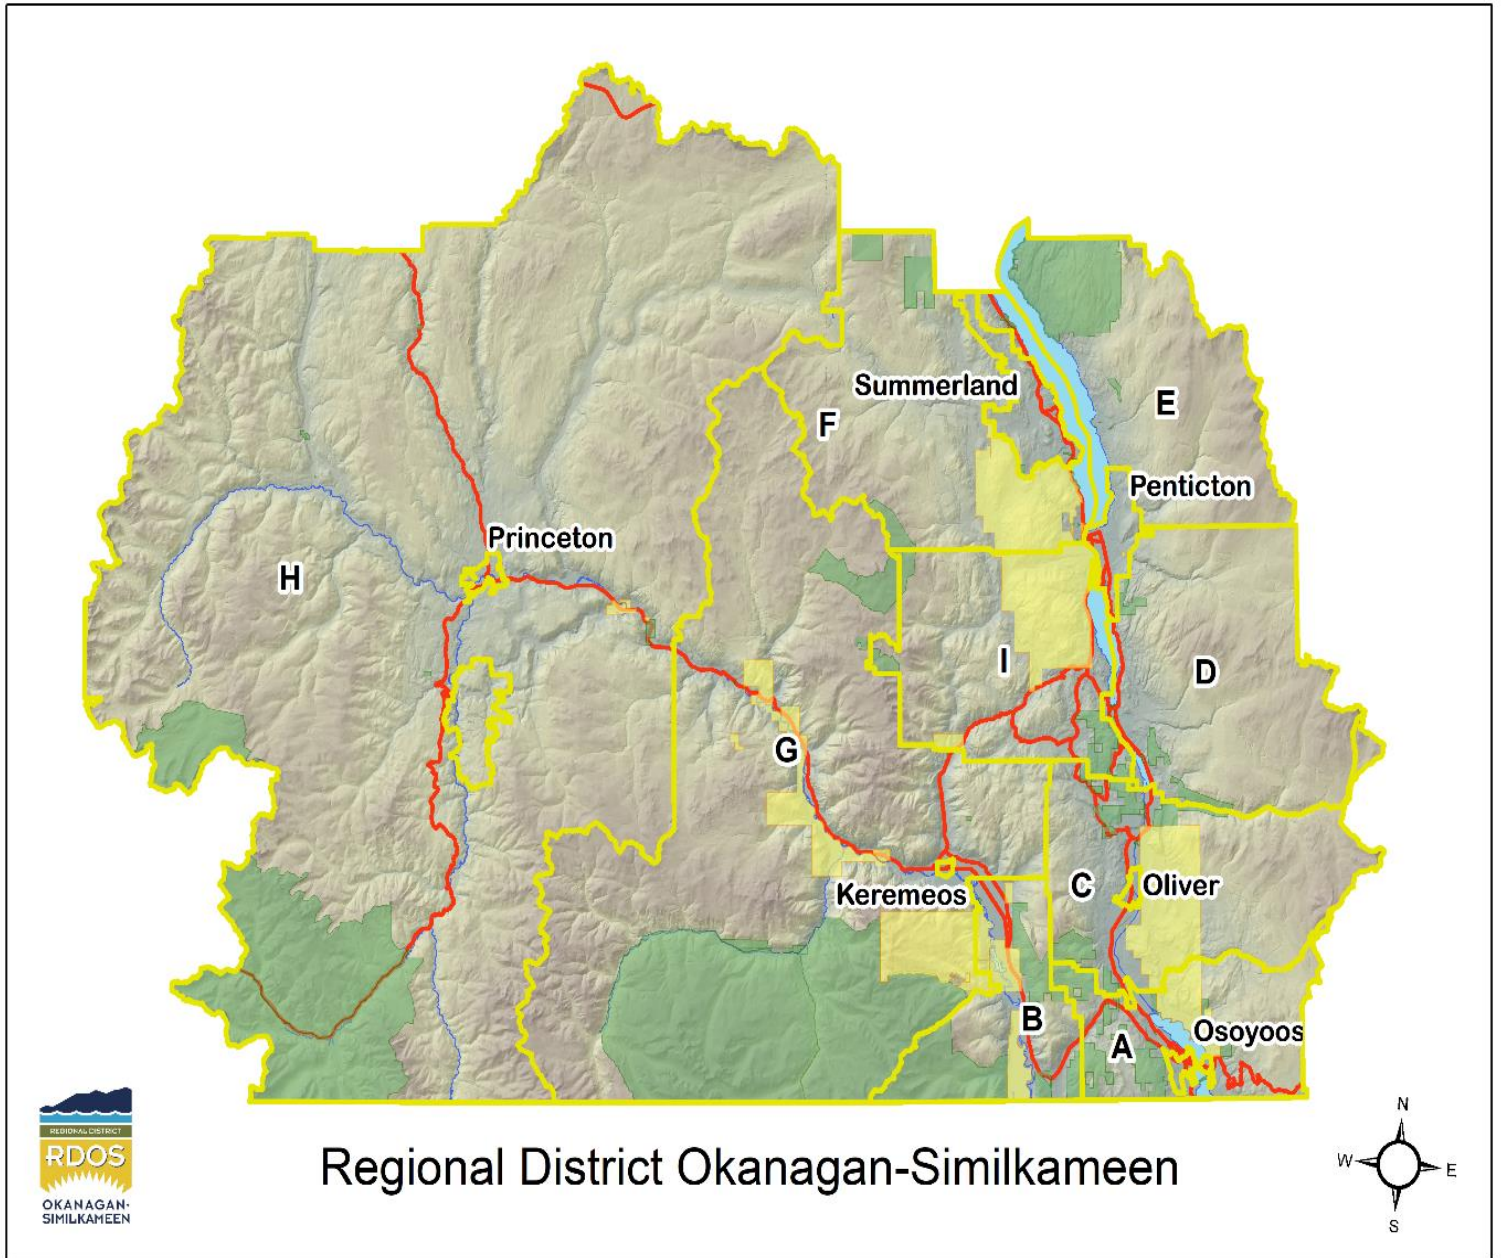 Summerland
E
F
Penticton
Princeton
H
I
D
G
Keremeos
C
Oliver
B
A
Osoyoos
REGIONAL DISTRICT
RDOS
OKANAGAN-
SIMILKAMEEN
Regional District Okanagan-Similkameen
N
W
E
S